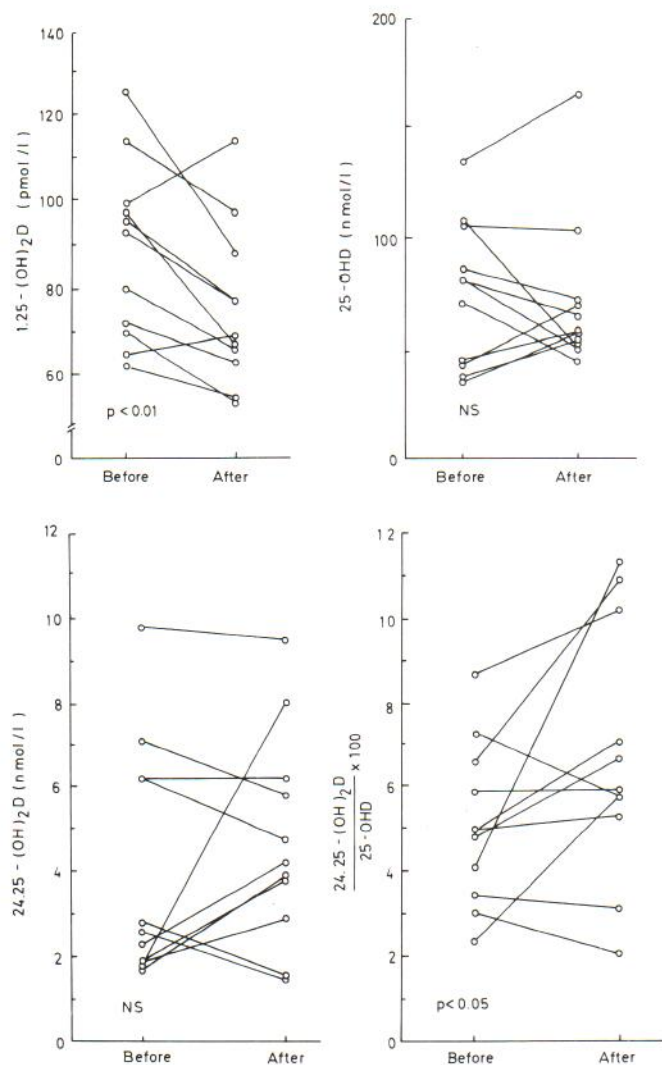 140
120
100
80
60
0
1.25-(OH)2D (pmol/l)
p<0.01
Before After
200
100
0
25-OHD (nmol/l)
NS
Before After
12
10
8
6
4
2
0
24.25-(OH)2D (nmol/l)
NS
Before After
12
10
8
6
4
2
0
24.25-(OH)2D
25-OHD
x 100
p<0.05
Before After